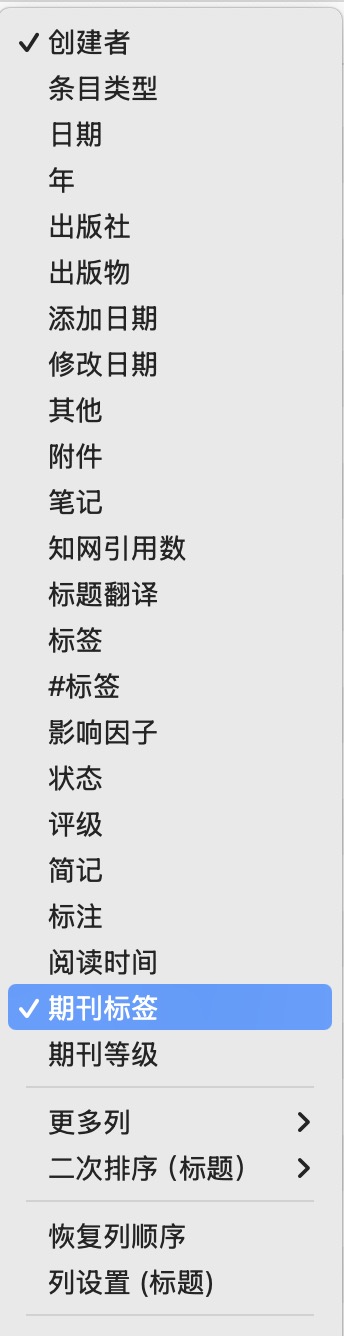 创建者
条目类型
日期
年
出版社
出版物
添加日期
修改日期
其他
附件
笔记
知网引用数
标题翻译
标签
#标签
影响因子
状态
评级
简记
标注
阅读时间
期刊标签
期刊等级
更多列
二次排序（标题）
恢复列顺序
列设置 (标题)